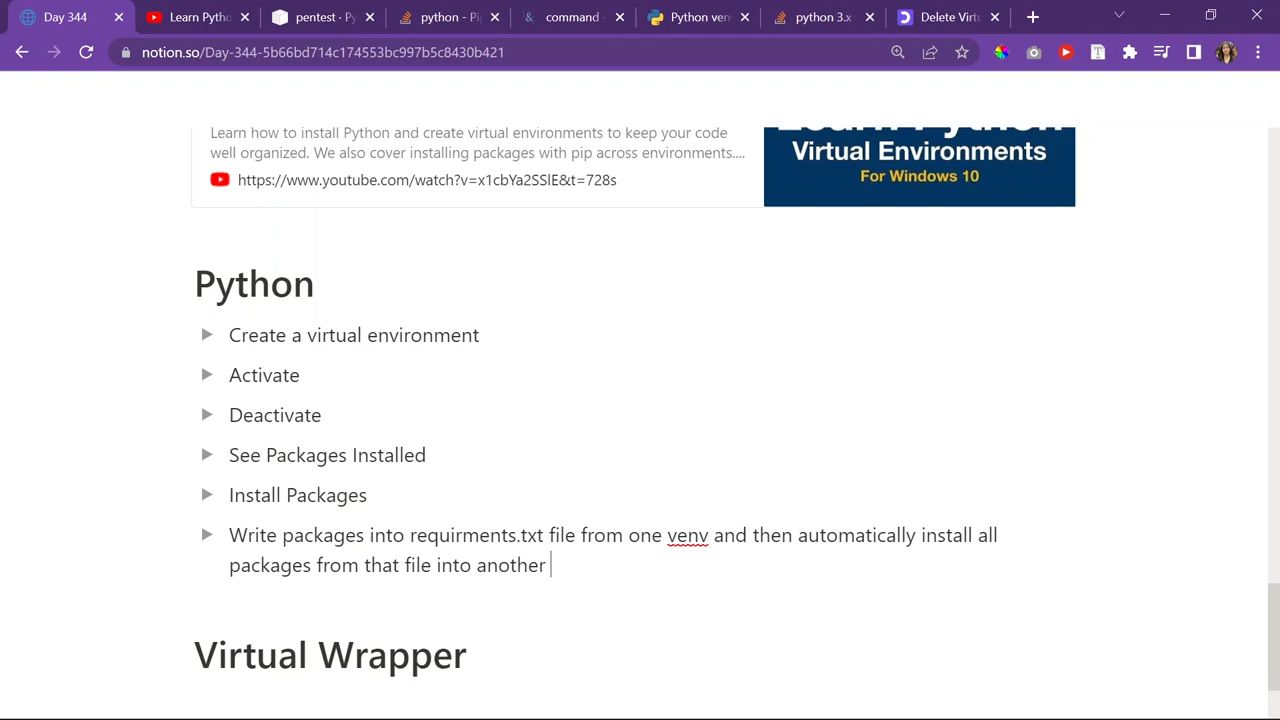 Day 344
Learn Pytho
pentest - Py
python - Pi
command
Python ver
python 3.x
Delete Virtu
notion.so/Day-344-5b66bd714c174553bc997b5c8430b421
Learn how to install Python and create virtual environments to keep your code
well organized. We also cover installing packages with pip across environments....
https://www.youtube.com/watch?v=x1cbYa2SSlE&t=728s
Learn Python
Virtual Environments
For Windows 10
Python
Create a virtual environment
Activate
Deactivate
See Packages Installed
Install Packages
Write packages into requirments.txt file from one venv and then automatically install all
packages from that file into another
Virtual Wrapper